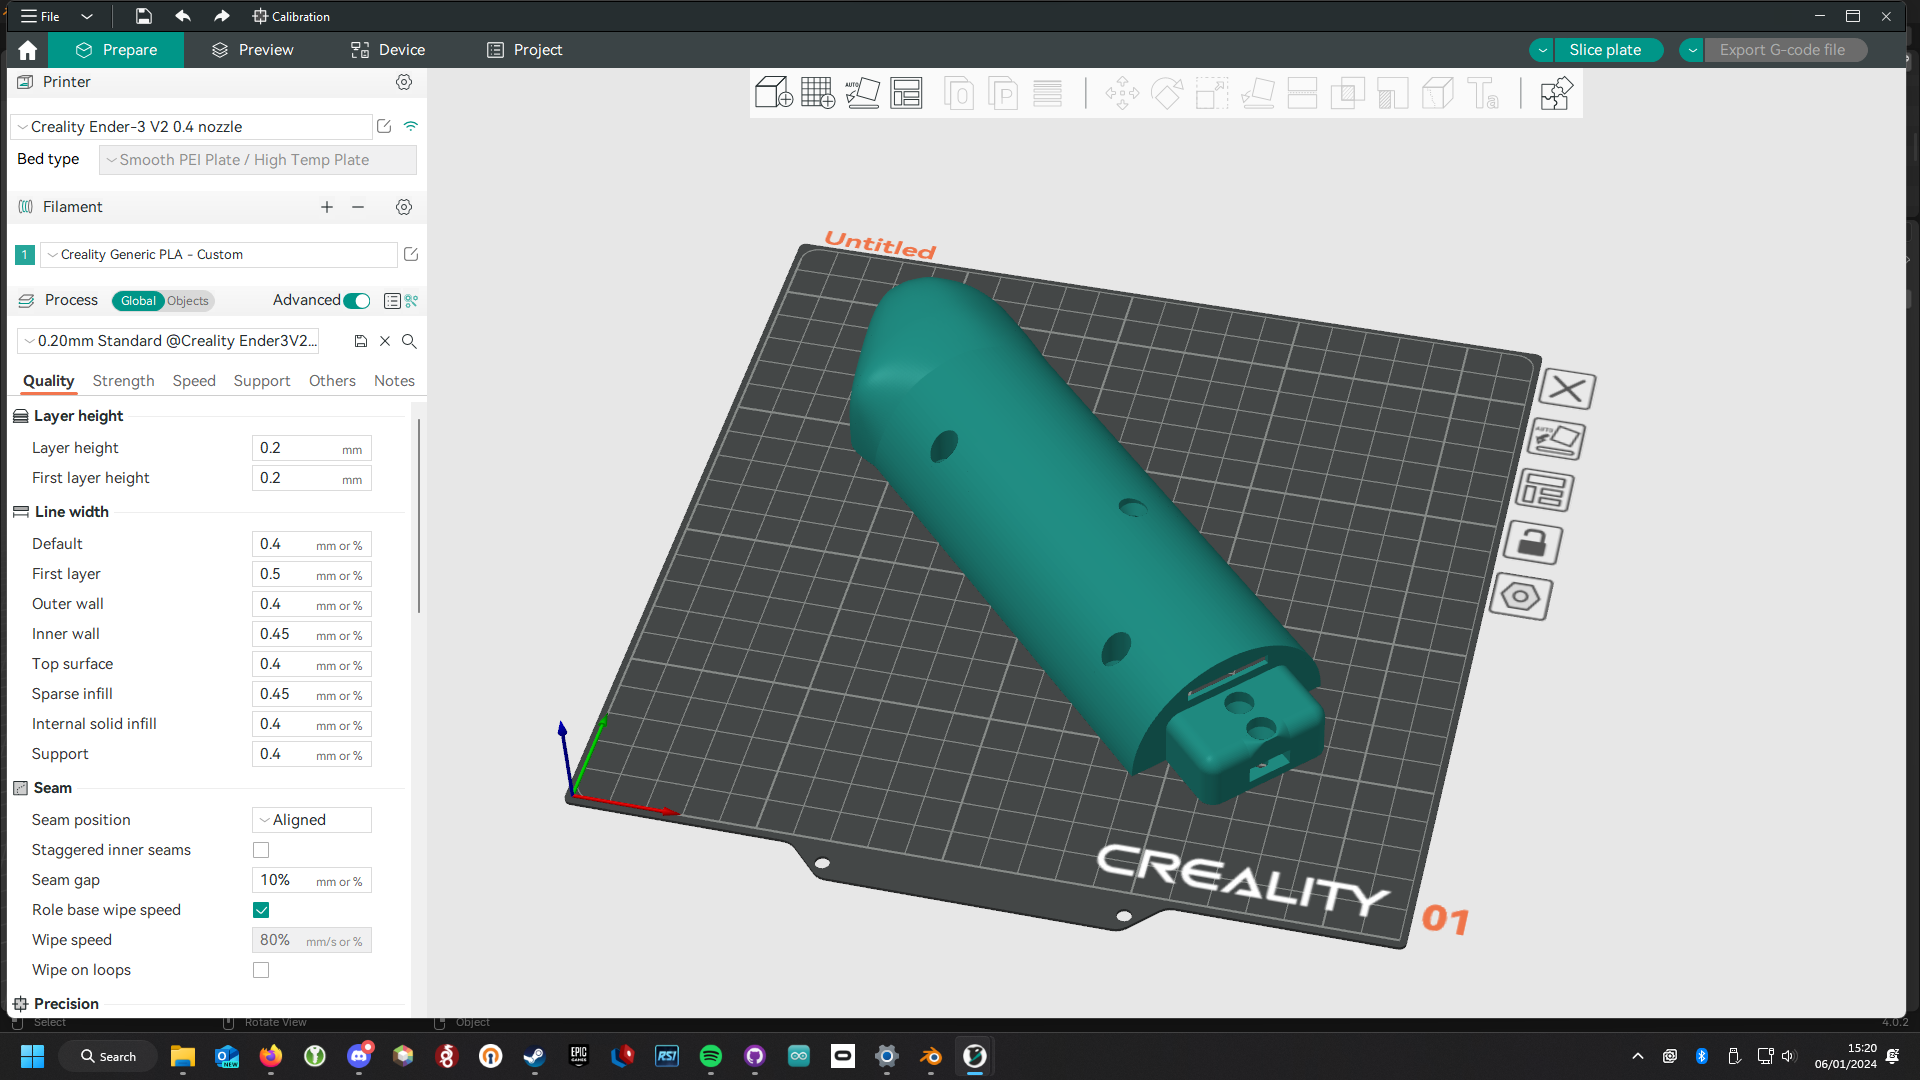 File
Calibration
Prepare
Preview
Device
Project
Slice plate
Export G-code file
Printer
Creality Ender-3 V2 0.4 nozzle
Bed type
Smooth PEI Plate / High Temp Plate
Filament
1
Creality Generic PLA - Custom
Process
Global
Objects
Advanced
0.20mm Standard @Creality Ender3V2...
Quality
Strength
Speed
Support
Others
Notes
Layer height
Layer height 0.2 mm
First layer height 0.2 mm
Line width
Default 0.4 mm or %
First layer 0.5 mm or %
Outer wall 0.4 mm or %
Inner wall 0.45 mm or %
Top surface 0.4 mm or %
Sparse infill 0.45 mm or %
Internal solid infill 0.4 mm or %
Support 0.4 mm or %
Seam
Seam position Aligned
Staggered inner seams
Seam gap 10% mm or %
Role base wipe speed
Wipe speed 80% mm/s or %
Wipe on loops
Precision
AUTO
O
P
Ta
Untitled
AUTO
CREALITY
01
Select
Rotate View
Object
4.0.2
Search
NEW
EPIC
GAMES
RSI
15:20
06/01/2024